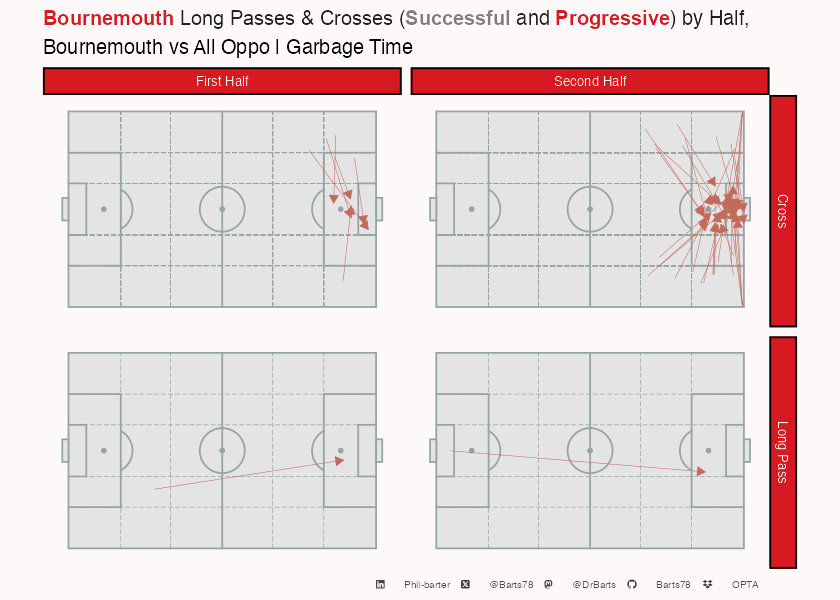 Bournemouth Long Passes & Crosses (Successful and Progressive) by Half,
Bournemouth vs All Oppo I Garbage Time
First Half
Second Half
Cross
Long Pass
Phil-barter @Barts78 @DrBarts Barts78 OPTA